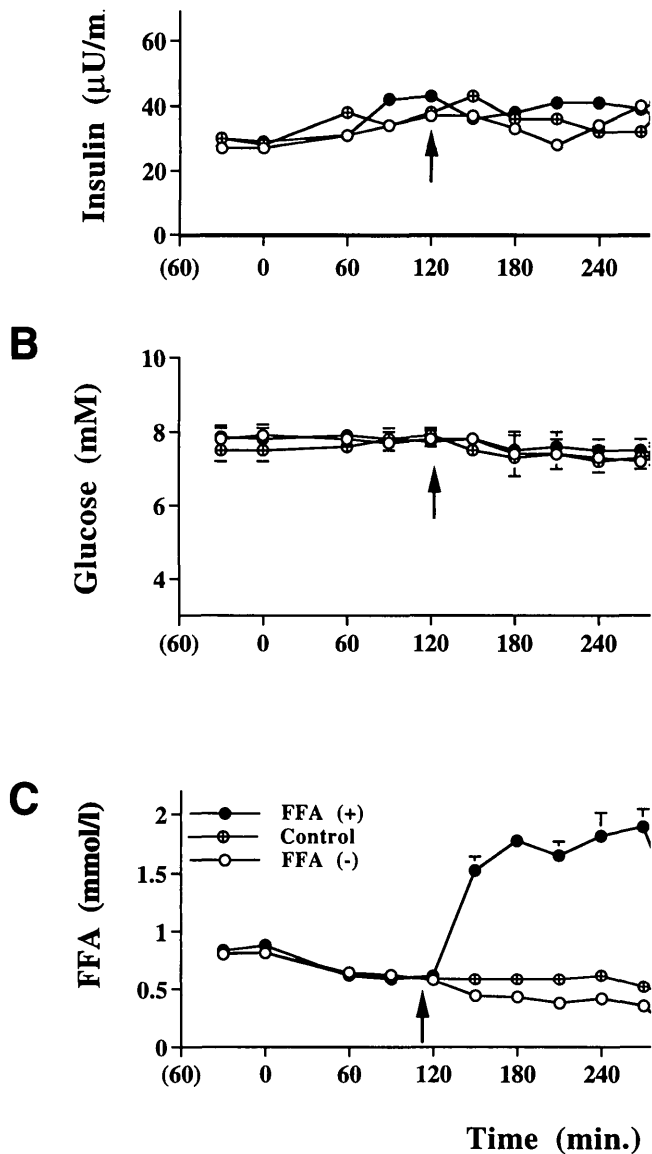 Insulin (μU/m
60
40
20
0
(60) 0 60 120 180 240
B
Glucose (mM)
10
8
6
4
(60) 0 60 120 180 240
C
FFA (mmol/l)
2
1.5
1
0.5
0
FFA (+)
Control
FFA (-)
(60) 0 60 120 180 240
Time (min.)